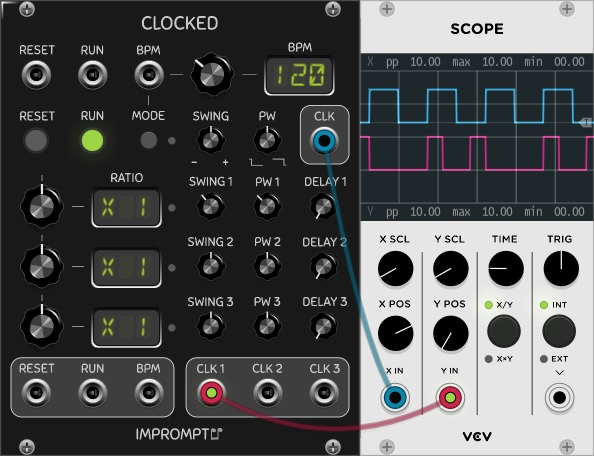 CLOCKED
RESET RUN BPM
BPM
120
RESET RUN MODE SWING PW CLK
- +
RATIO
X 1
SWING 1 PW 1 DELAY 1
X 1
SWING 2 PW 2 DELAY 2
X 1
SWING 3 PW 3 DELAY 3
RESET RUN BPM CLK 1 CLK 2 CLK 3
IMPROMPT
SCOPE
X pp 10.00 max 10.00 min 00.00
T
Y pp 10.00 max 10.00 min 00.00
X SCL Y SCL TIME TRIG
X POS Y POS X/Y INT
X×Y EXT
X IN Y IN
VCV